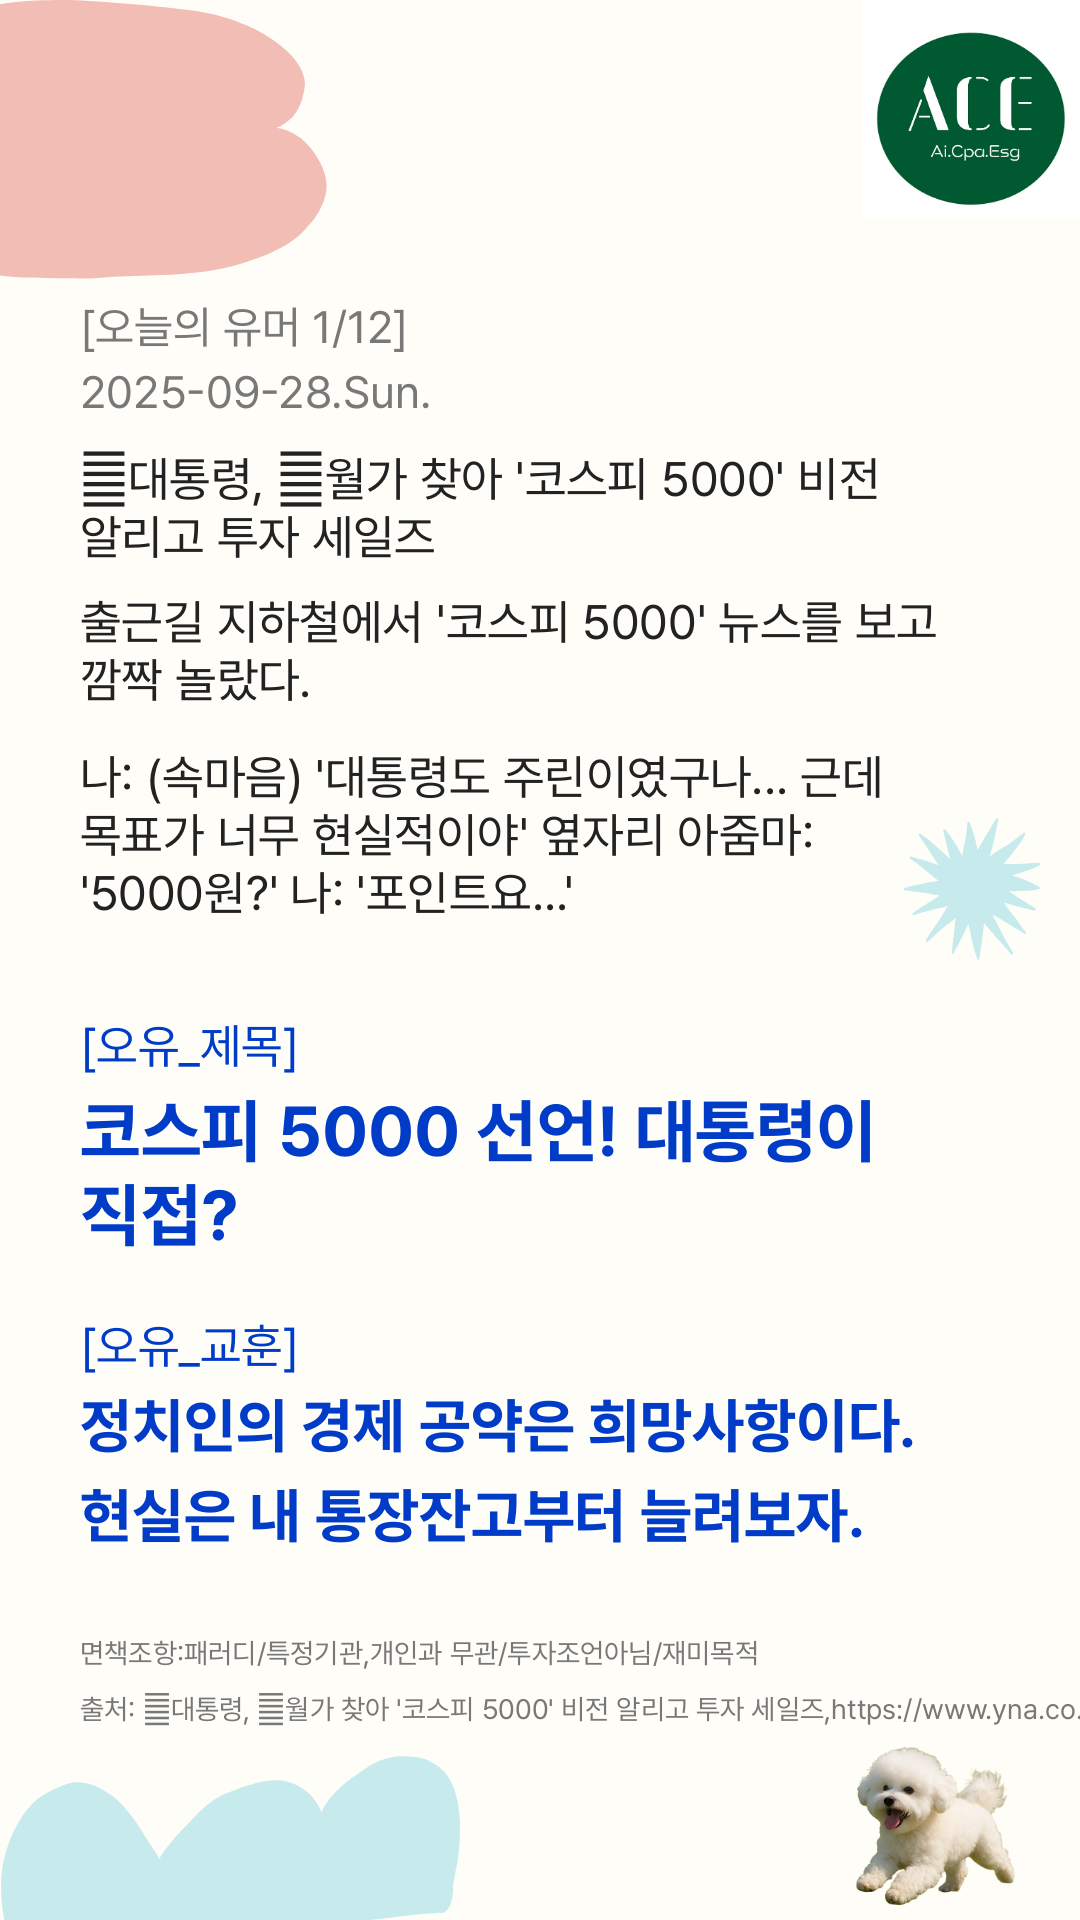 ACE
Ai.Cpa.Esg
[오늘의 유머 1/12]
2025-09-28.Sun.
대통령, 월가 찾아 '코스피 5000' 비전
알리고 투자 세일즈
출근길 지하철에서 '코스피 5000' 뉴스를 보고
깜짝 놀랐다.
나: (속마음) '대통령도 주린이였구나... 근데
목표가 너무 현실적이야' 옆자리 아줌마:
'5000원?' 나: '포인트요...'
[오유_제목]
코스피 5000 선언! 대통령이
직접?
[오유_교훈]
정치인의 경제 공약은 희망사항이다.
현실은 내 통장잔고부터 늘려보자.
면책조항:패러디/특정기관,개인과 무관/투자조언아님/재미목적
출처: 대통령, 월가 찾아 '코스피 5000' 비전 알리고 투자 세일즈,https://www.yna.co.